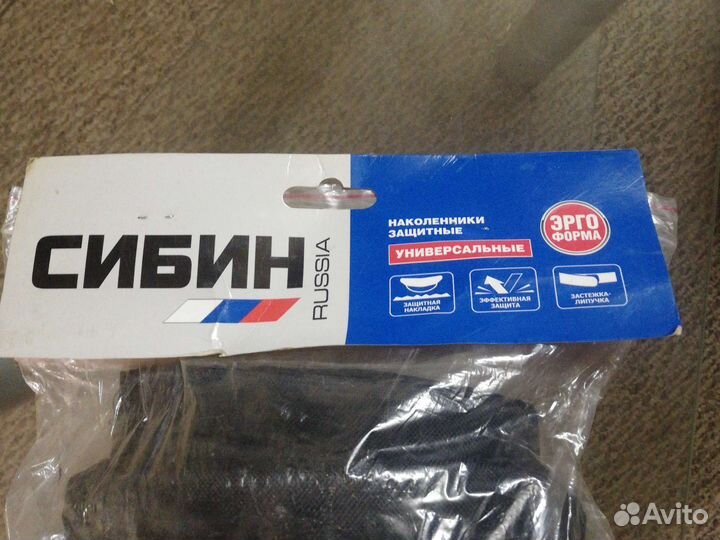 СИБИН
RUSSIA
НАКОЛЕННИКИ
ЗАЩИТНЫЕ
УНИВЕРСАЛЬНЫЕ
ЭРГО
ФОРМА
ЗАЩИТНАЯ
НАКЛАДКА
ЭФФЕКТИВНАЯ
ЗАЩИТА
ЗАСТЕЖКА-
ЛИПУЧКА
Avito